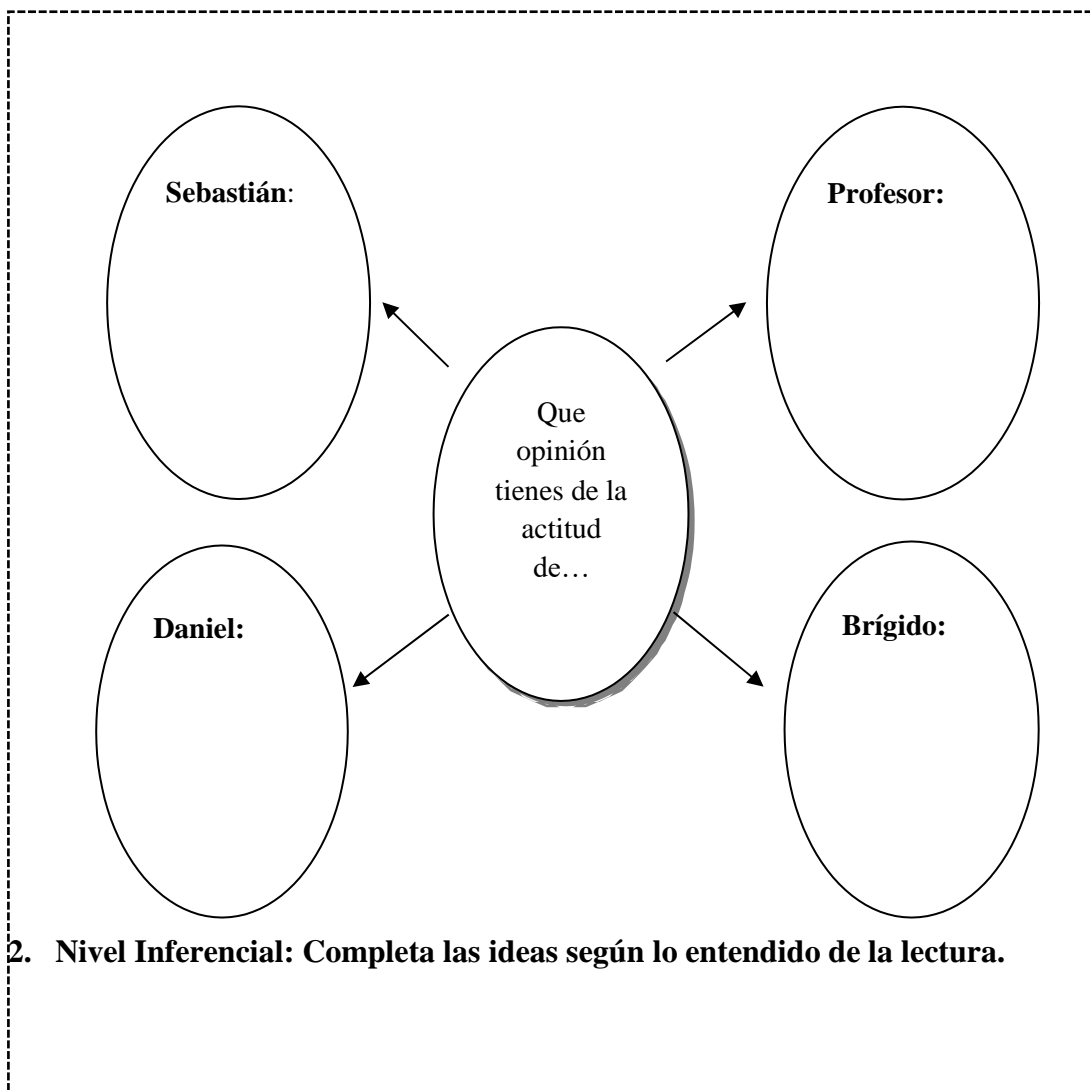 Sebastián:
Profesor:
Que
opinión
tienes de la
actitud
de…
Daniel:
Brígido:
2. Nivel Inferencial: Completa las ideas según lo entendido de la lectura.